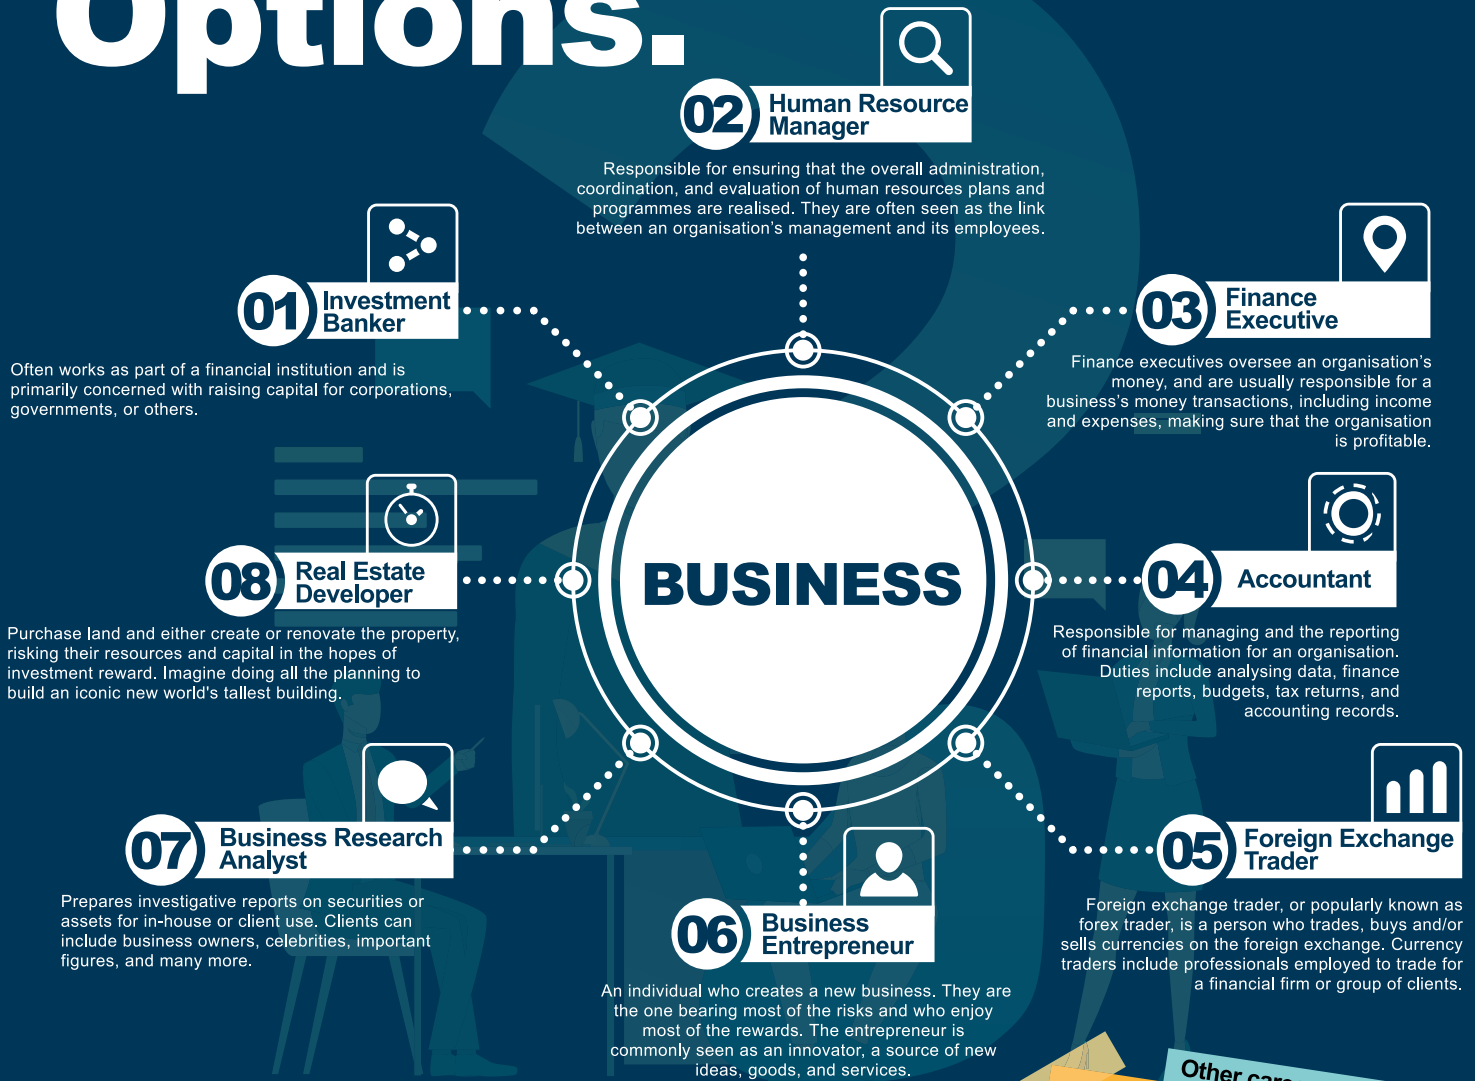 Options.
02
Human Resource
Manager
Responsible for ensuring that the overall administration,
coordination, and evaluation of human resources plans and
programmes are realised. They are often seen as the link
between an organisation's management and its employees.
01
Investment
Banker
Often works as part of a financial institution and is
primarily concerned with raising capital for corporations,
governments, or others.
03
Finance
Executive
Finance executives oversee an organisation's
money, and are usually responsible for a
business's money transactions, including income
and expenses, making sure that the organisation
is profitable.
BUSINESS
08
Real Estate
Developer
Purchase land and either create or renovate the property,
risking their resources and capital in the hopes of
investment reward. Imagine doing all the planning to
build an iconic new world's tallest building.
04
Accountant
Responsible for managing and the reporting
of financial information for an organisation.
Duties include analysing data, finance
reports, budgets, tax returns, and
accounting records.
07
Business Research
Analyst
Prepares investigative reports on securities or
assets for in-house or client use. Clients can
include business owners, celebrities, important
figures, and many more.
05
Foreign Exchange
Trader
Foreign exchange trader, or popularly known as
forex trader, is a person who trades, buys and/or
sells currencies on the foreign exchange. Currency
traders include professionals employed to trade for
a financial firm or group of clients.
06
Business
Entrepreneur
An individual who creates a new business. They are
the one bearing most of the risks and who enjoy
most of the rewards. The entrepreneur is
commonly seen as an innovator, a source of new
ideas, goods, and services.
Other